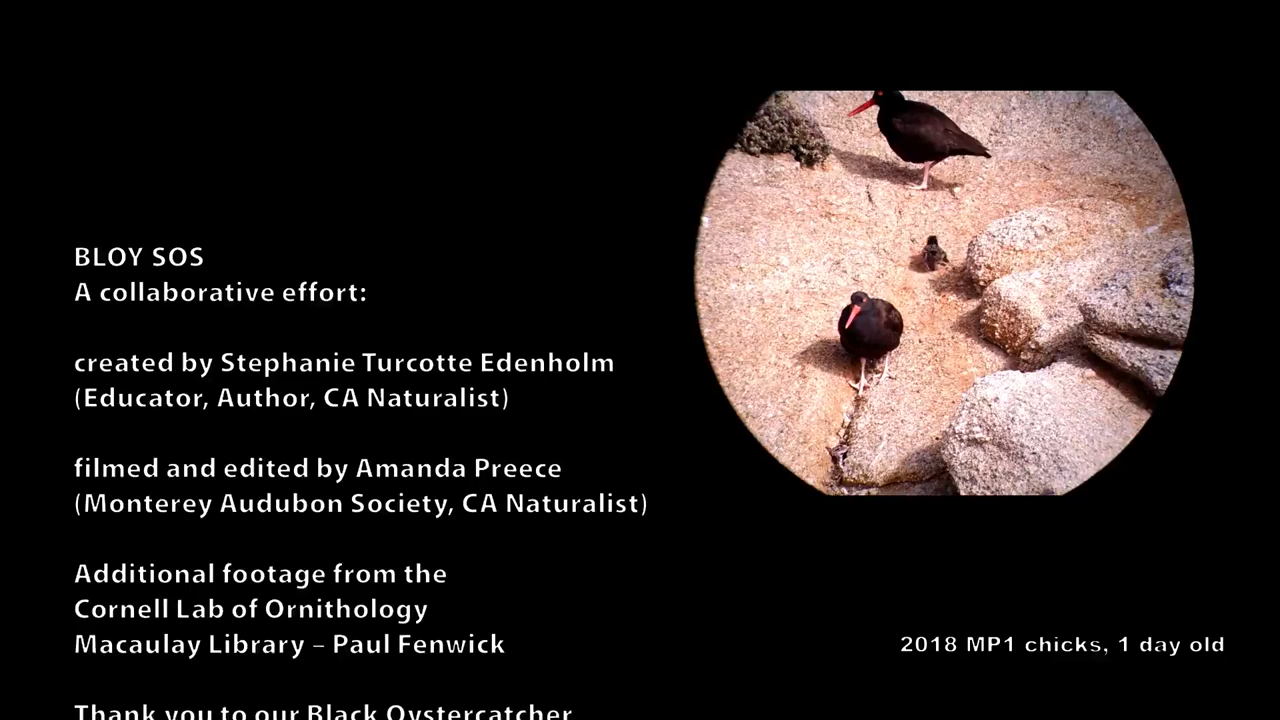 BLOY SOS
A collaborative effort:
created by Stephanie Turcotte Edenholm
(Educator, Author, CA Naturalist)
filmed and edited by Amanda Preece
(Monterey Audubon Society, CA Naturalist)
Additional footage from the
Cornell Lab of Ornithology
Macaulay Library – Paul Fenwick
Thank you to our Black Oystercatcher
2018 MP1 chicks, 1 day old